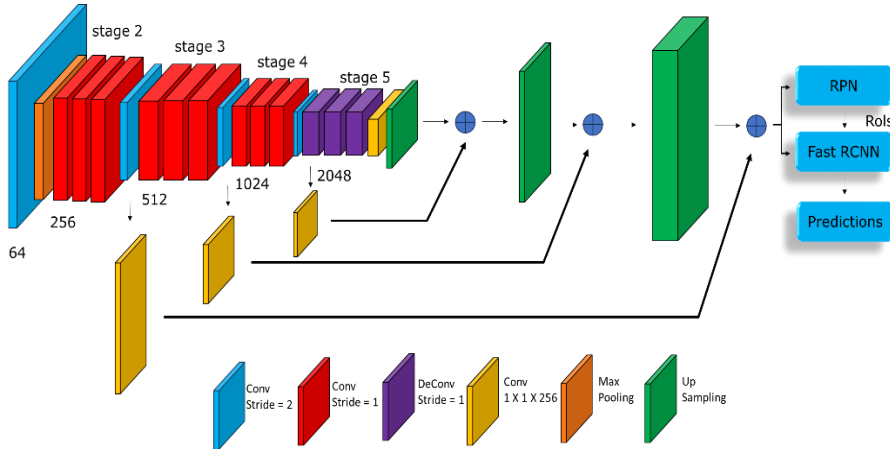 stage 2
stage 3
stage 4
stage 5
64
256
512
1024
2048
RPN
RoIs
Fast RCNN
Predictions
Conv
Stride = 2
Conv
Stride = 1
DeConv
Stride = 1
Conv
1 X 1 X 256
Max
Pooling
Up
Sampling